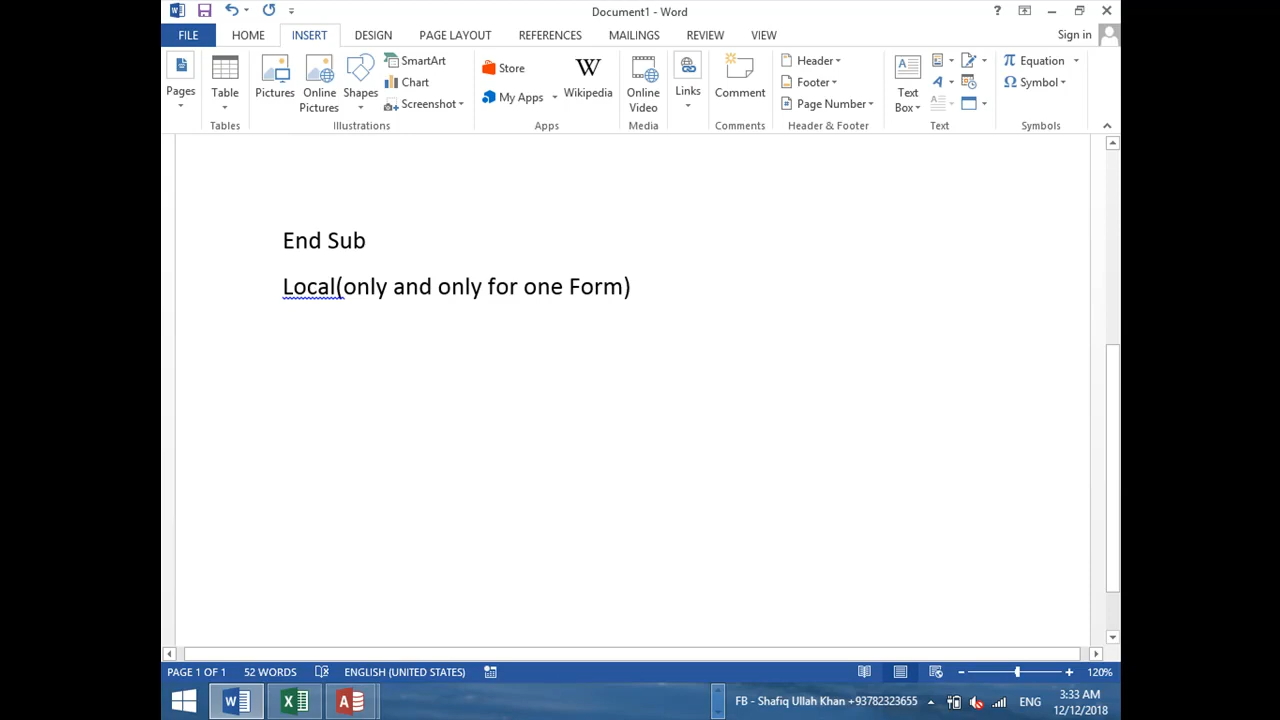 Document1 - Word
?
FILE HOME INSERT DESIGN PAGE LAYOUT REFERENCES MAILINGS REVIEW VIEW Sign in
Pages
Table
Pictures
Online Pictures
Shapes
SmartArt
Chart
Screenshot
Store
My Apps
W
Wikipedia
Online Video
Links
Comment
Header
Footer
Page Number
A
Text Box
π Equation
Ω Symbol
Tables Illustrations Apps Media Comments Header & Footer Text Symbols
End Sub
Local(only and only for one Form)
PAGE 1 OF 1 52 WORDS ENGLISH (UNITED STATES) 120%
FB - Shafiq Ullah Khan +93782323655 ENG 3:33 AM
12/12/2018